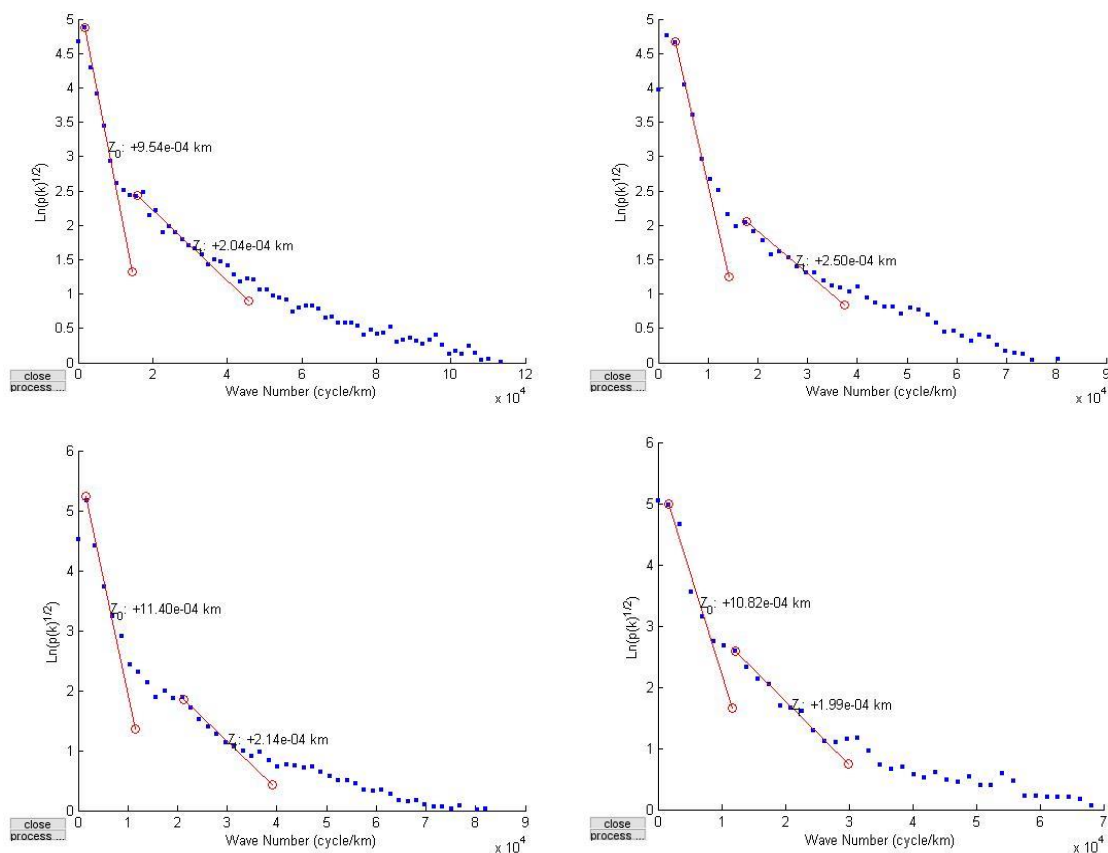 5
4.5
4
3.5
3
2.5
2
1.5
1
0.5
0
Ln(p(k)^1/2)
Z0: +9.54e-04 km
Zt: +2.04e-04 km
0 2 4 6 8 10 12
Wave Number (cycle/km)
x 10^4
close
process ...
5
4.5
4
3.5
3
2.5
2
1.5
1
0.5
0
Ln(p(k)^1/2)
Z0: +2.50e-04 km
0 1 2 3 4 5 6 7 8 9
Wave Number (cycle/km)
x 10^4
close
process ...
6
5
4
3
2
1
0
Ln(p(k)^1/2)
Z0: +11.40e-04 km
Zt: +2.14e-04 km
0 1 2 3 4 5 6 7 8 9
Wave Number (cycle/km)
x 10^4
close
process ...
6
5
4
3
2
1
0
Ln(p(k)^1/2)
Z0: +10.82e-04 km
Zt: +1.99e-04 km
0 1 2 3 4 5 6 7
Wave Number (cycle/km)
x 10^4
close
process ...